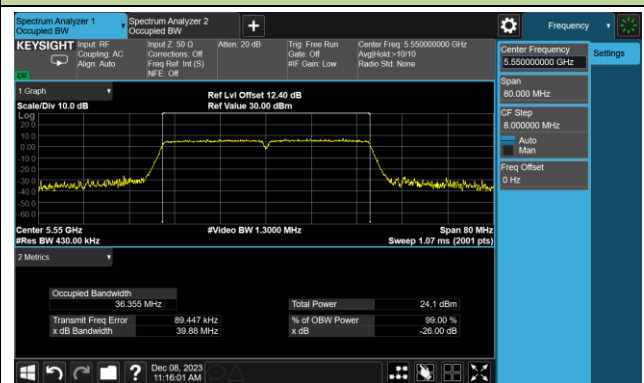 Spectrum Analyzer 1
Occupied BW
Spectrum Analyzer 2
Occupied BW
+
Frequency
KEYSIGHT
Input: RF
Coupling: AC
Align: Auto
Input Z: 50 Ω
Corrections: Off
Freq Ref: Int (S)
NFE: Off
Atten: 20 dB
Trig: Free Run
Gate: Off
#IF Gain: Low
Center Freq: 5.550000000 GHz
Avg|Hold:>10/10
Radio Std: None
Center Frequency
5.550000000 GHz
Settings
Span
80.000 MHz
CF Step
8.000000 MHz
Auto
Man
Freq Offset
0 Hz
1 Graph
Scale/Div 10.0 dB
Ref Lvl Offset 12.40 dB
Ref Value 30.00 dBm
Log
20.0
10.0
0.00
-10.0
-20.0
-30.0
-40.0
-50.0
-60.0
Center 5.55 GHz
#Res BW 430.00 kHz
#Video BW 1.3000 MHz
Span 80 MHz
Sweep 1.07 ms (2001 pts)
2 Metrics
Occupied Bandwidth
36.355 MHz
Total Power 24.1 dBm
Transmit Freq Error 89.447 kHz
% of OBW Power 99.00 %
x dB Bandwidth 39.88 MHz
x dB -26.00 dB
?
Dec 08, 2023
11:16:01 AM